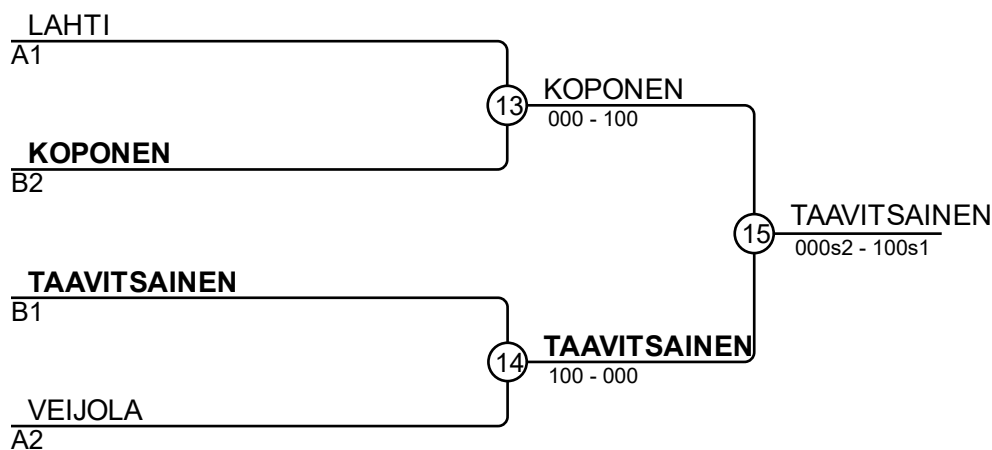 LAHTI
A1
13
KOPONEN
000 - 100
KOPONEN
B2
15
TAAVITSAINEN
000s2 - 100s1
TAAVITSAINEN
B1
14
TAAVITSAINEN
100 - 000
VEIJOLA
A2